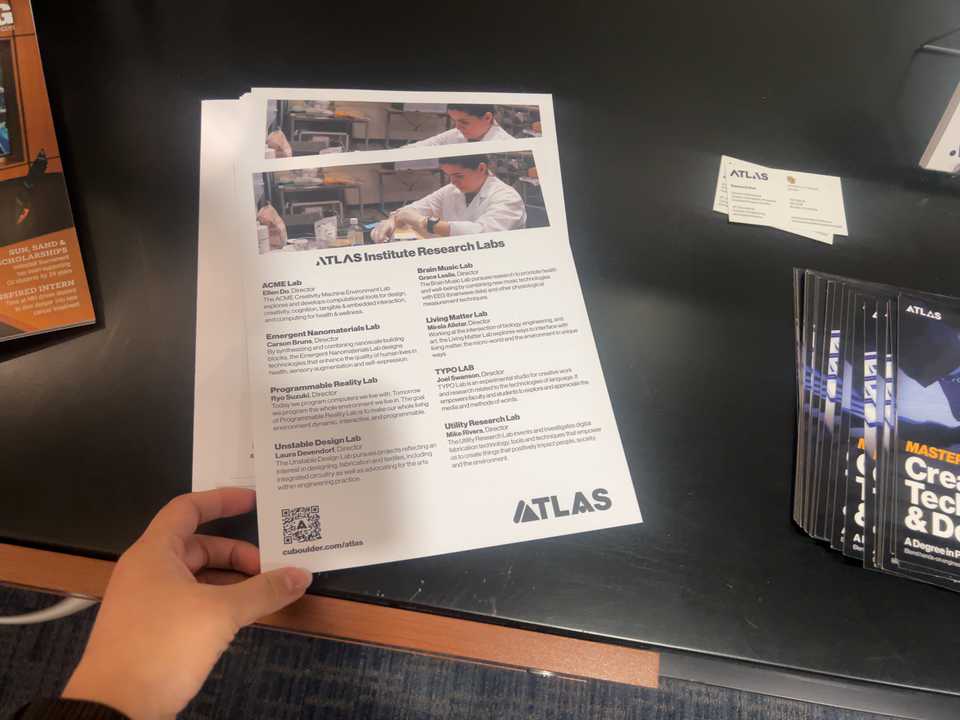 G
SUN, SAND &
SCHOLARSHIPS
ATLAS Institute Research Labs
ACME Lab
Ellen Do, Director
The ACME Creativity Machine Environment Lab
explores and develops computational tools for design,
creativity, cognition, tangible & embedded interaction,
and computing for health & wellness.
Emergent Nanomaterials Lab
Carson Bruns, Director
By synthesizing and combining nanoscale building
blocks, the Emergent Nanomaterials Lab designs
technologies that enhance the quality of human lives in
health, sensory augmentation and self-expression.
Programmable Reality Lab
Ryo Suzuki, Director
Today we program computers we live with. Tomorrow
we program the whole environment we live in. The goal
of Programmable Reality Lab is to make our whole living
environment dynamic, interactive, and programmable.
Unstable Design Lab
Laura Devendorf, Director
The Unstable Design Lab pursues projects reflecting an
interest in designing, fabrication and textiles, including
integrated circuitry as well as advocating for the arts
within engineering practice.
Brain Music Lab
Grace Leslie, Director
The Brain Music Lab pursues research to promote health
and well-being by combining new music technologies
with EEG (brainwave data) and other physiological
measurement techniques.
Living Matter Lab
Mirela Alistar, Director
Working at the intersection of biology, engineering, and
art, the Living Matter Lab explores ways to interface with
living matter, the micro-world and the environment in unique
ways.
TYPO LAB
Joel Swanson, Director
TYPO Lab is an experimental studio for creative work
and research related to the technologies of language. It
empowers faculty and students to explore and appropriate the
media and methods of words.
Utility Research Lab
Mike Rivera, Director
The Utility Research Lab invents and investigates digital
fabrication technology, tools and techniques that empower
us to create things that positively impact people, society
and the environment.
cuboulder.com/atlas
ATLAS
ATLAS
ATLAS
MASTER
Crea
Tech
& De
A Degree in P